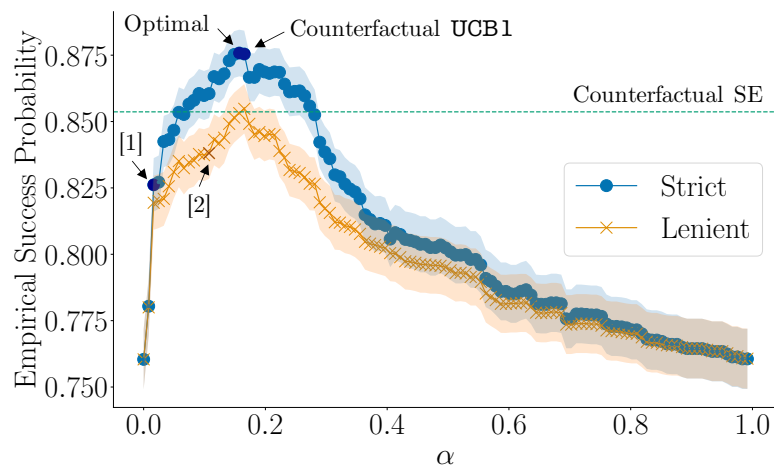 Optimal
Counterfactual UCB1
Counterfactual SE
[1]
[2]
Strict
Lenient
Empirical Success Probability
0.875
0.850
0.825
0.800
0.775
0.750
0.0 0.2 0.4 0.6 0.8 1.0
α